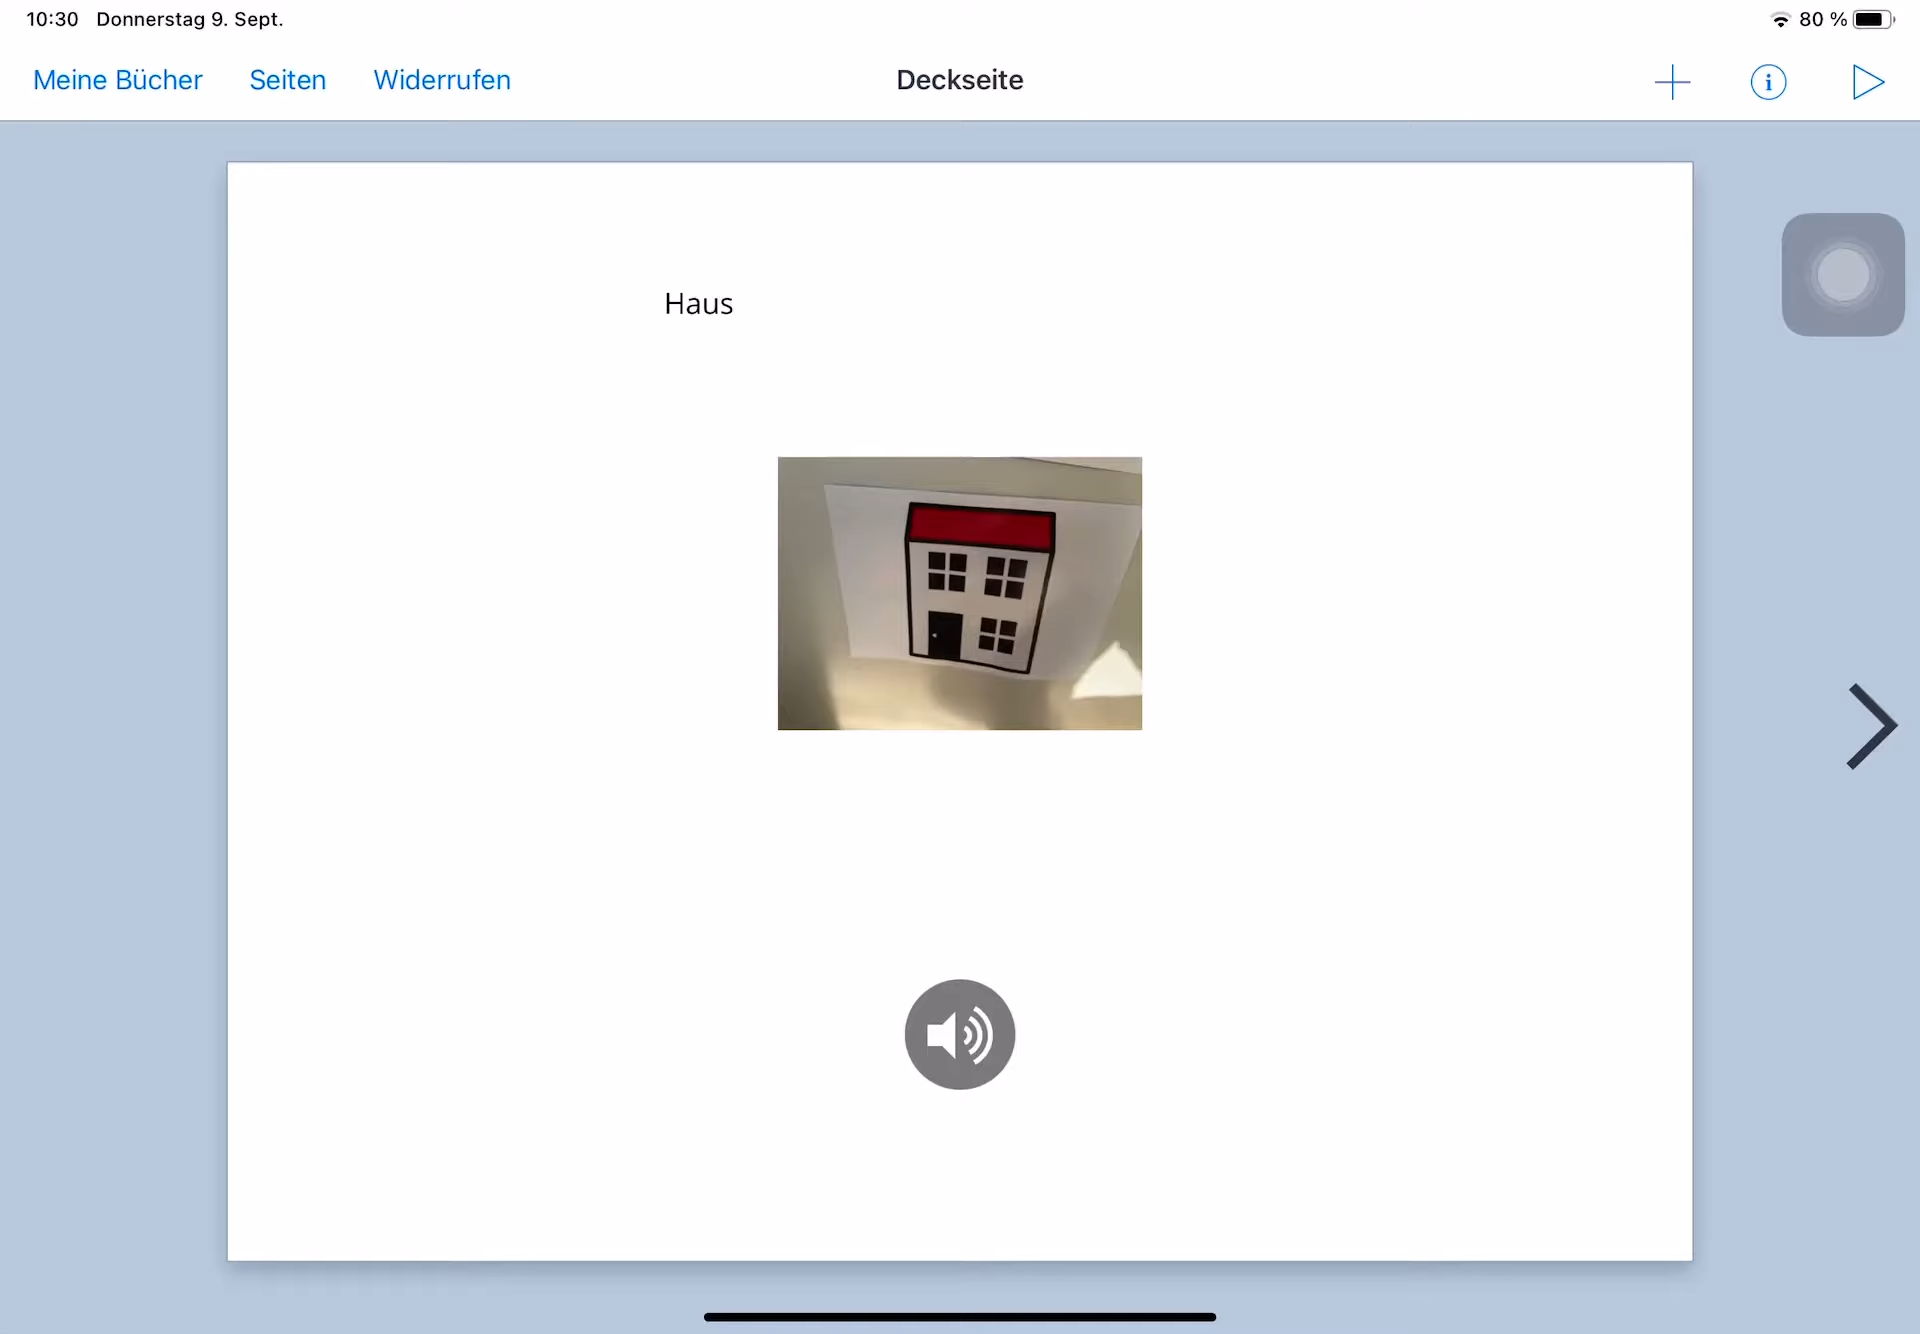 10:30 Donnerstag 9. Sept. 80 %
Meine Bücher Seiten Widerrufen Deckseite
Haus